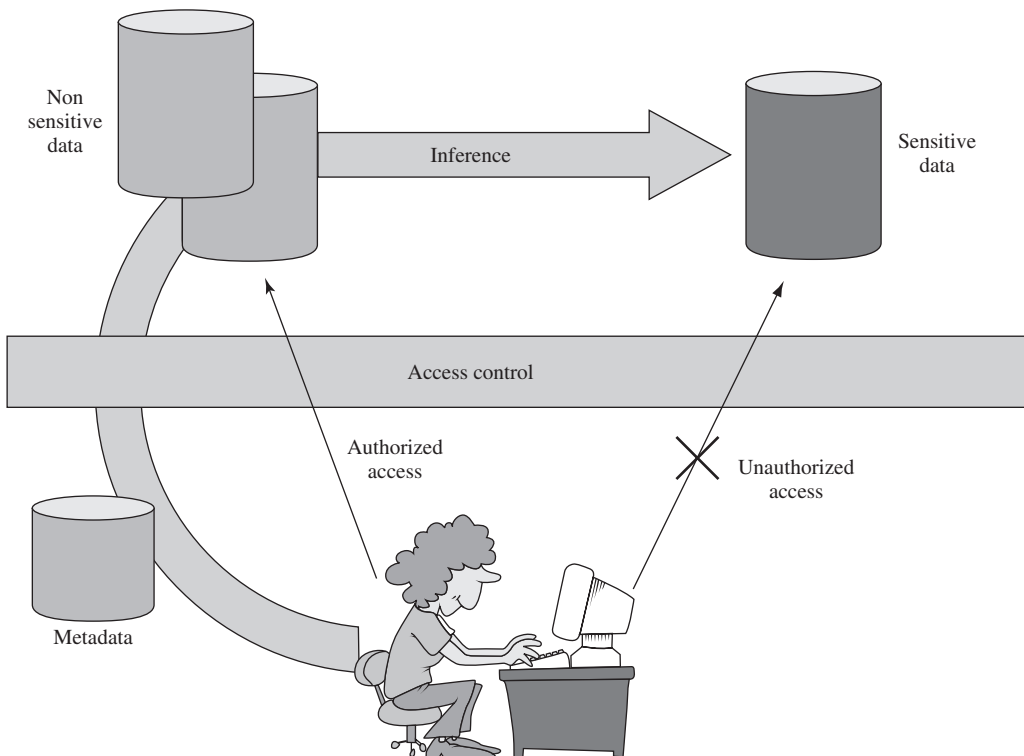 Non
sensitive
data
Inference
Sensitive
data
Access control
Authorized
access
Unauthorized
access
Metadata